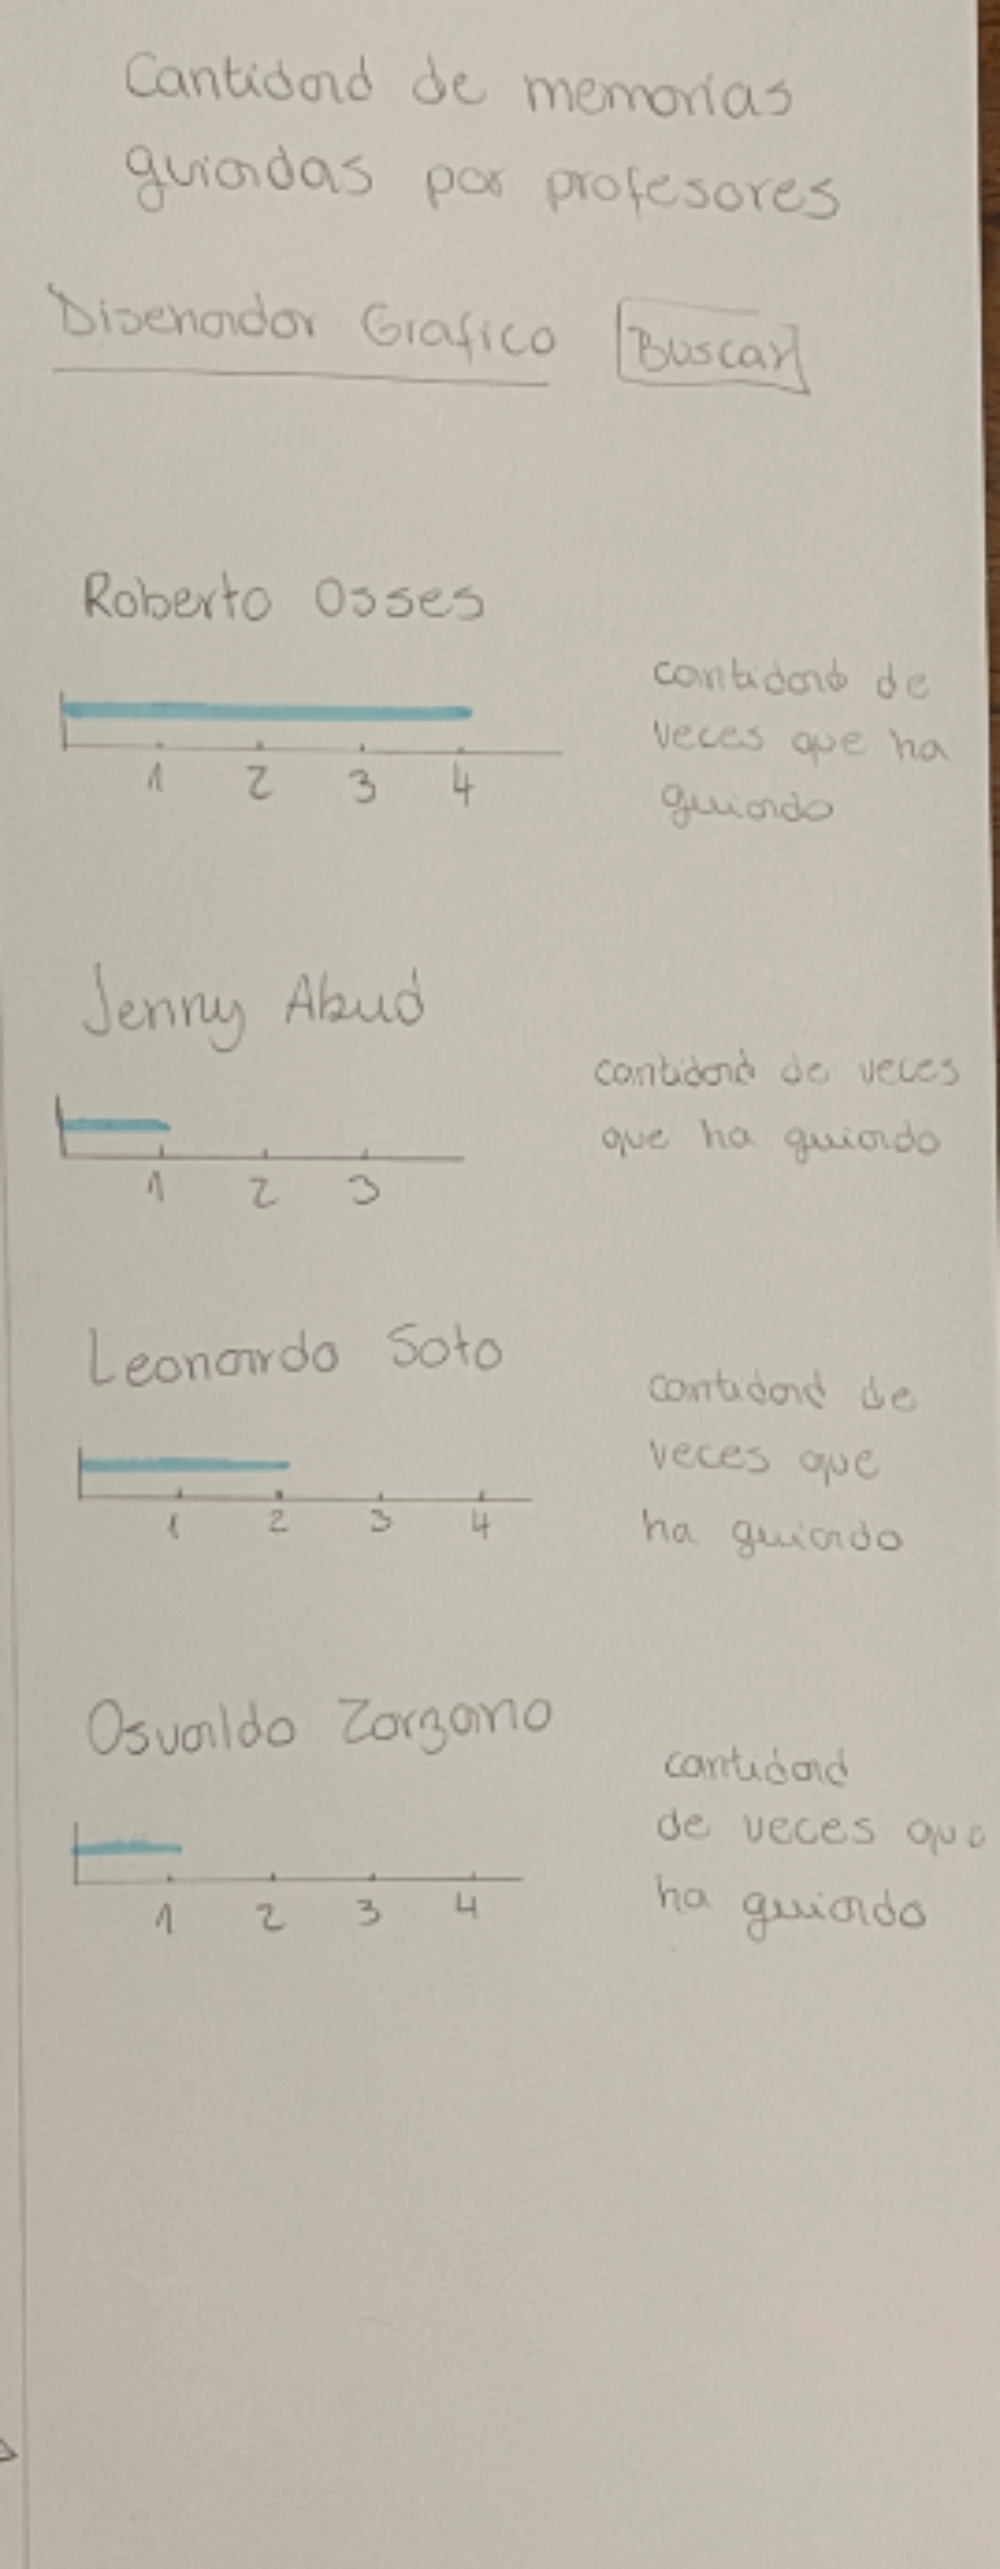 Cantidad de memorias
guiadas por profesores
Disenador Grafico Buscar
Roberto Osses
cantidad de
veces que ha
guiado
1 2 3 4
Jenny Abud
cantidad de veces
que ha guiado
1 2 3
Leonardo Soto
cantidad de
veces que
ha guiado
1 2 3 4
Osvaldo Zorzano
cantidad
de veces que
ha guiado
1 2 3 4